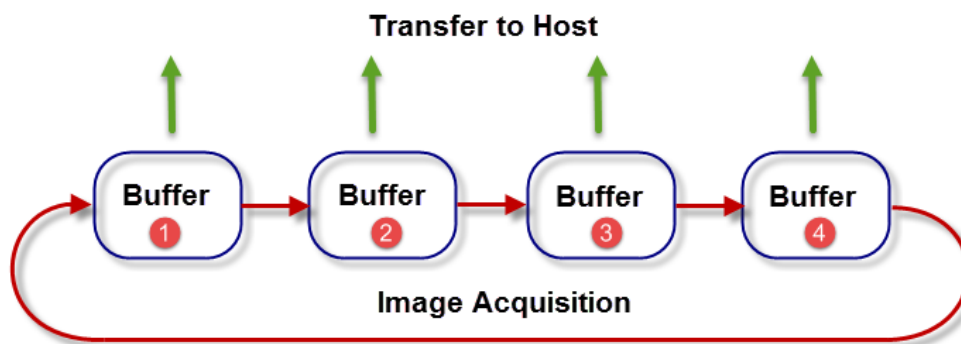 Transfer to Host
Buffer Buffer Buffer Buffer
1 2 3 4
Image Acquisition